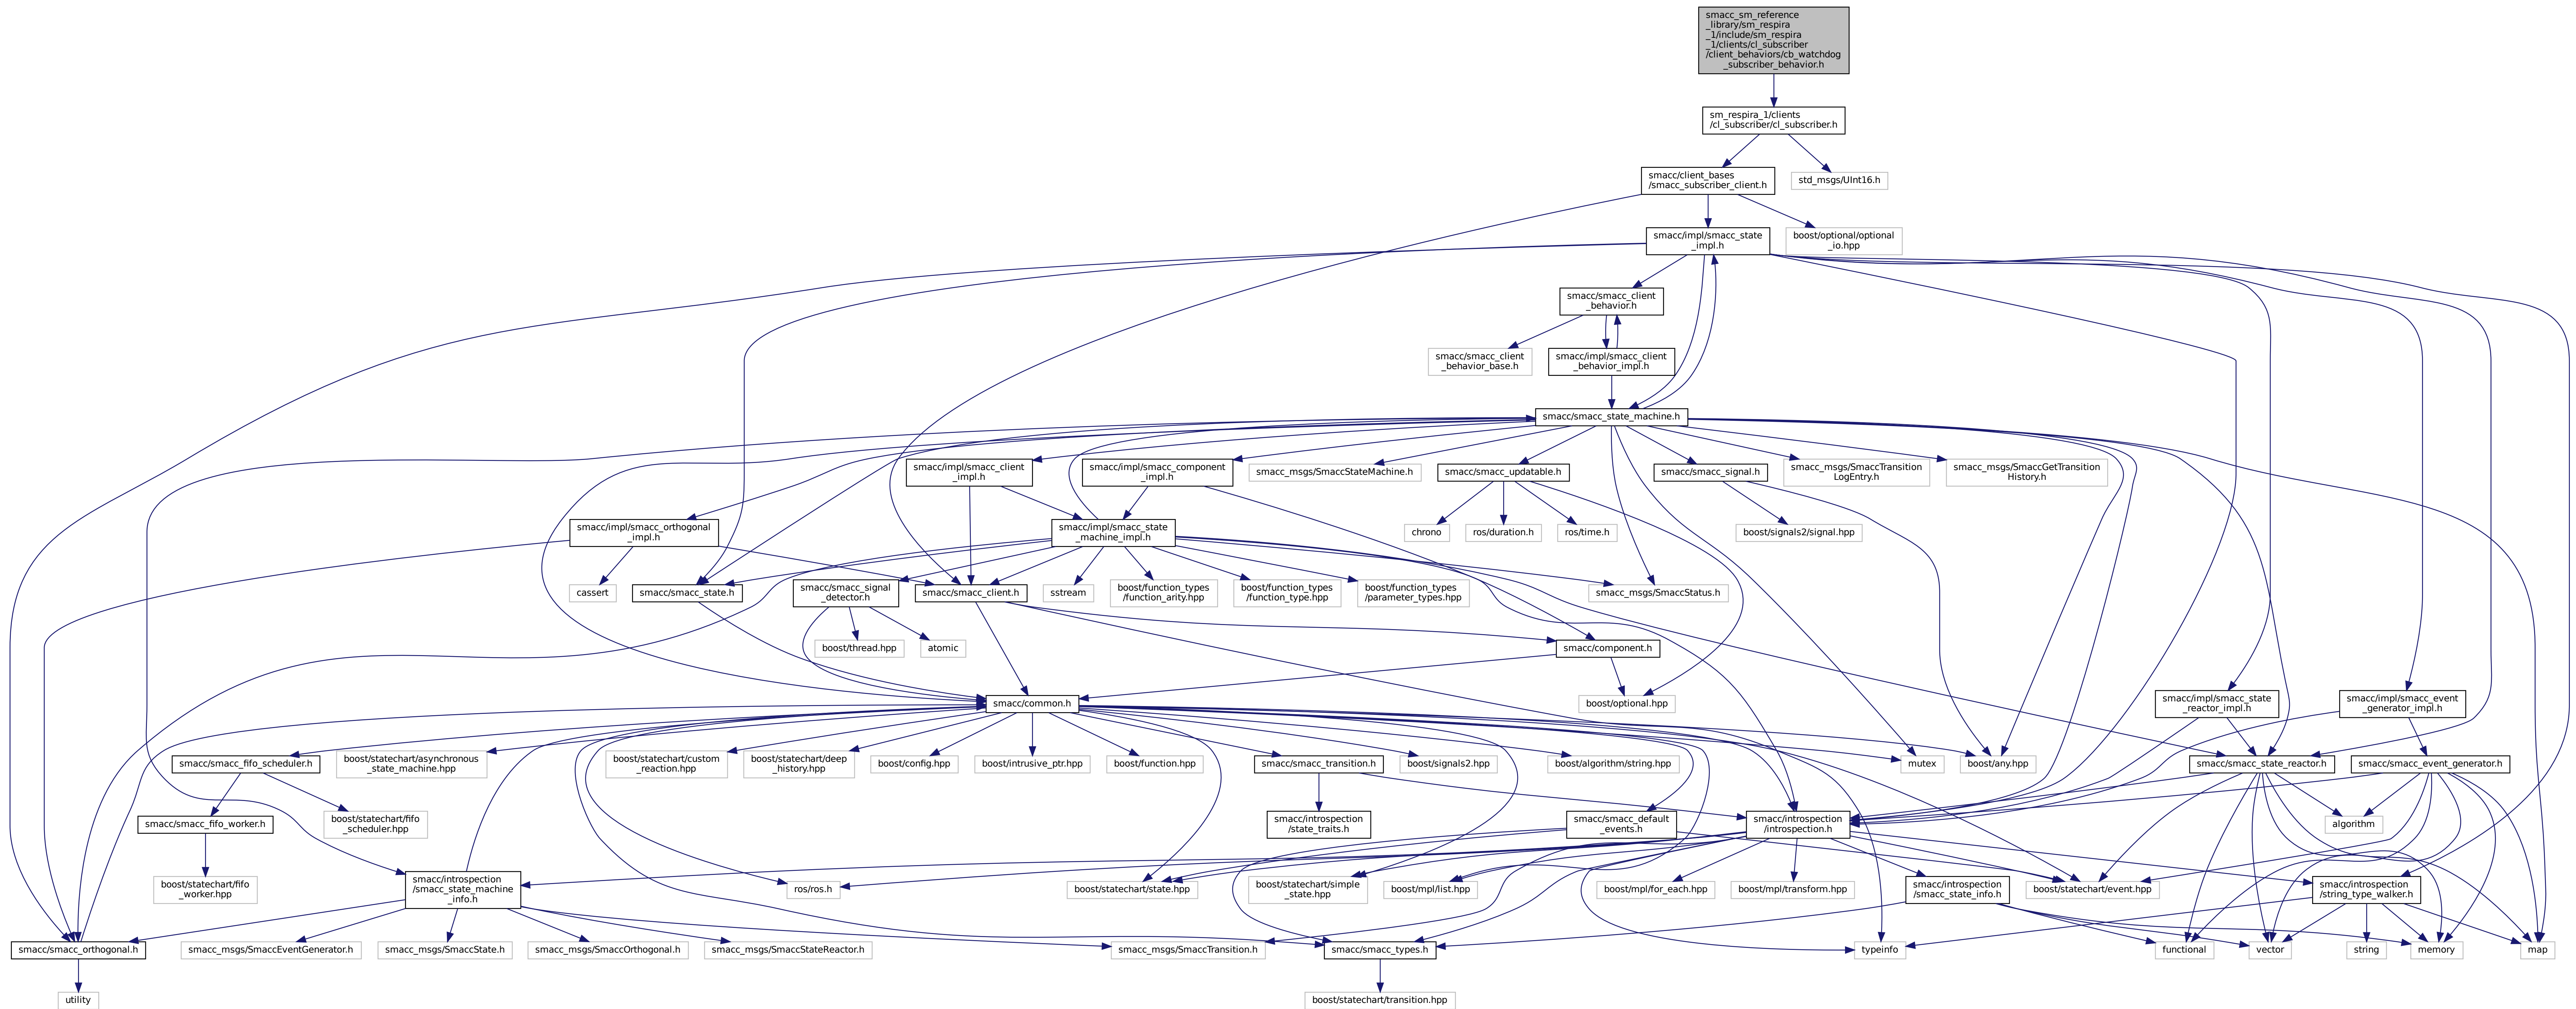 smacc_sm_reference
_library/sm_respira
_1/include/sm_respira
_1/clients/cl_subscriber
/client_behaviors/cb_watchdog
_subscriber_behavior.h
sm_respira_1/clients
/cl_subscriber/cl_subscriber.h
smacc/client_bases
/smacc_subscriber_client.h
std_msgs/UInt16.h
smacc/impl/smacc_state
_impl.h
boost/optional/optional
_io.hpp
smacc/smacc_client
_behavior.h
smacc/smacc_client
_behavior_base.h
smacc/impl/smacc_client
_behavior_impl.h
smacc/smacc_state_machine.h
smacc/impl/smacc_client
_impl.h
smacc/impl/smacc_component
_impl.h
smacc_msgs/SmaccStateMachine.h
smacc/smacc_updatable.h
smacc/smacc_signal.h
smacc_msgs/SmaccTransition
LogEntry.h
smacc_msgs/SmaccGetTransition
History.h
smacc/impl/smacc_orthogonal
_impl.h
smacc/impl/smacc_state
_machine_impl.h
chrono
ros/duration.h
ros/time.h
boost/signals2/signal.hpp
cassert
smacc/smacc_state.h
smacc/smacc_signal
_detector.h
smacc/smacc_client.h
sstream
boost/function_types
/function_arity.hpp
boost/function_types
/function_type.hpp
boost/function_types
/parameter_types.hpp
smacc_msgs/SmaccStatus.h
boost/thread.hpp
atomic
smacc/component.h
smacc/common.h
boost/optional.hpp
smacc/impl/smacc_state
_reactor_impl.h
smacc/impl/smacc_event
_generator_impl.h
smacc/smacc_fifo_scheduler.h
boost/statechart/asynchronous
_state_machine.hpp
boost/statechart/custom
_reaction.hpp
boost/statechart/deep
_history.hpp
boost/config.hpp
boost/intrusive_ptr.hpp
boost/function.hpp
smacc/smacc_transition.h
boost/signals2.hpp
boost/algorithm/string.hpp
mutex
boost/any.hpp
smacc/smacc_state_reactor.h
smacc/smacc_event_generator.h
smacc/smacc_fifo_worker.h
boost/statechart/fifo
_scheduler.hpp
smacc/introspection
/state_traits.h
smacc/smacc_default
_events.h
smacc/introspection
/introspection.h
algorithm
boost/statechart/fifo
_worker.hpp
smacc/introspection
/smacc_state_machine
_info.h
ros/ros.h
boost/statechart/state.hpp
boost/statechart/simple
_state.hpp
boost/mpl/list.hpp
boost/mpl/for_each.hpp
boost/mpl/transform.hpp
smacc/introspection
/smacc_state_info.h
boost/statechart/event.hpp
smacc/introspection
/string_type_walker.h
smacc/smacc_orthogonal.h
smacc_msgs/SmaccEventGenerator.h
smacc_msgs/SmaccState.h
smacc_msgs/SmaccOrthogonal.h
smacc_msgs/SmaccStateReactor.h
smacc_msgs/SmaccTransition.h
smacc/smacc_types.h
typeinfo
functional
vector
string
memory
map
utility
boost/statechart/transition.hpp